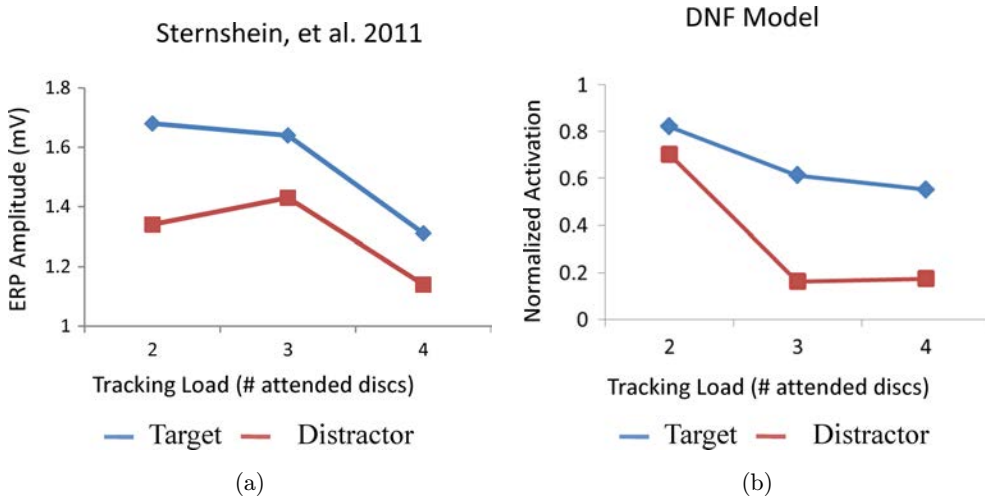 Sternshein, et al. 2011
ERP Amplitude (mV)
1.8
1.6
1.4
1.2
1
2 3 4
Tracking Load (# attended discs)
Target Distractor
(a)
DNF Model
Normalized Activation
1
0.8
0.6
0.4
0.2
0
2 3 4
Tracking Load (# attended discs)
Target Distractor
(b)